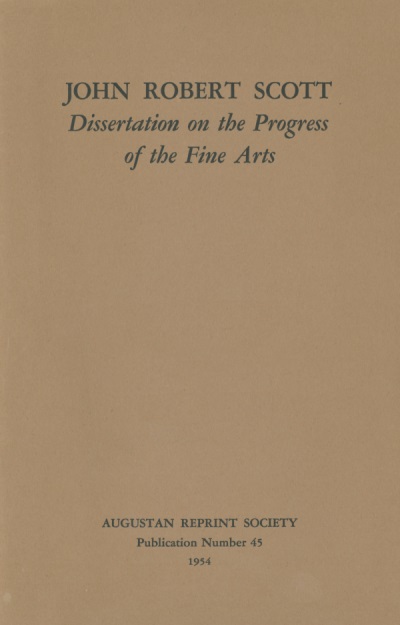 JOHN ROBERT SCOTT
Dissertation on the Progress
of the Fine Arts
AUGUSTAN REPRINT SOCIETY
Publication Number 45
1954